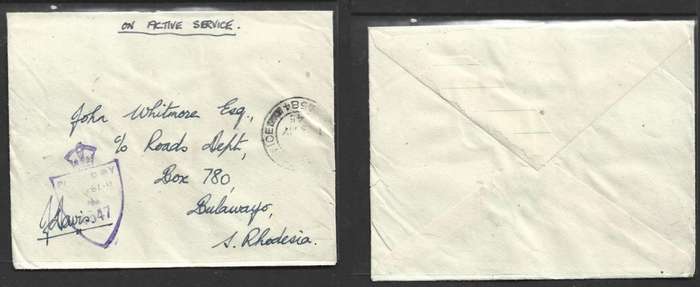 ON ACTIVE SERVICE.
John Whitmore Esq.,
c/o Roads Dept,
Box 780,
Bulawayo,
S. Rhodesia.